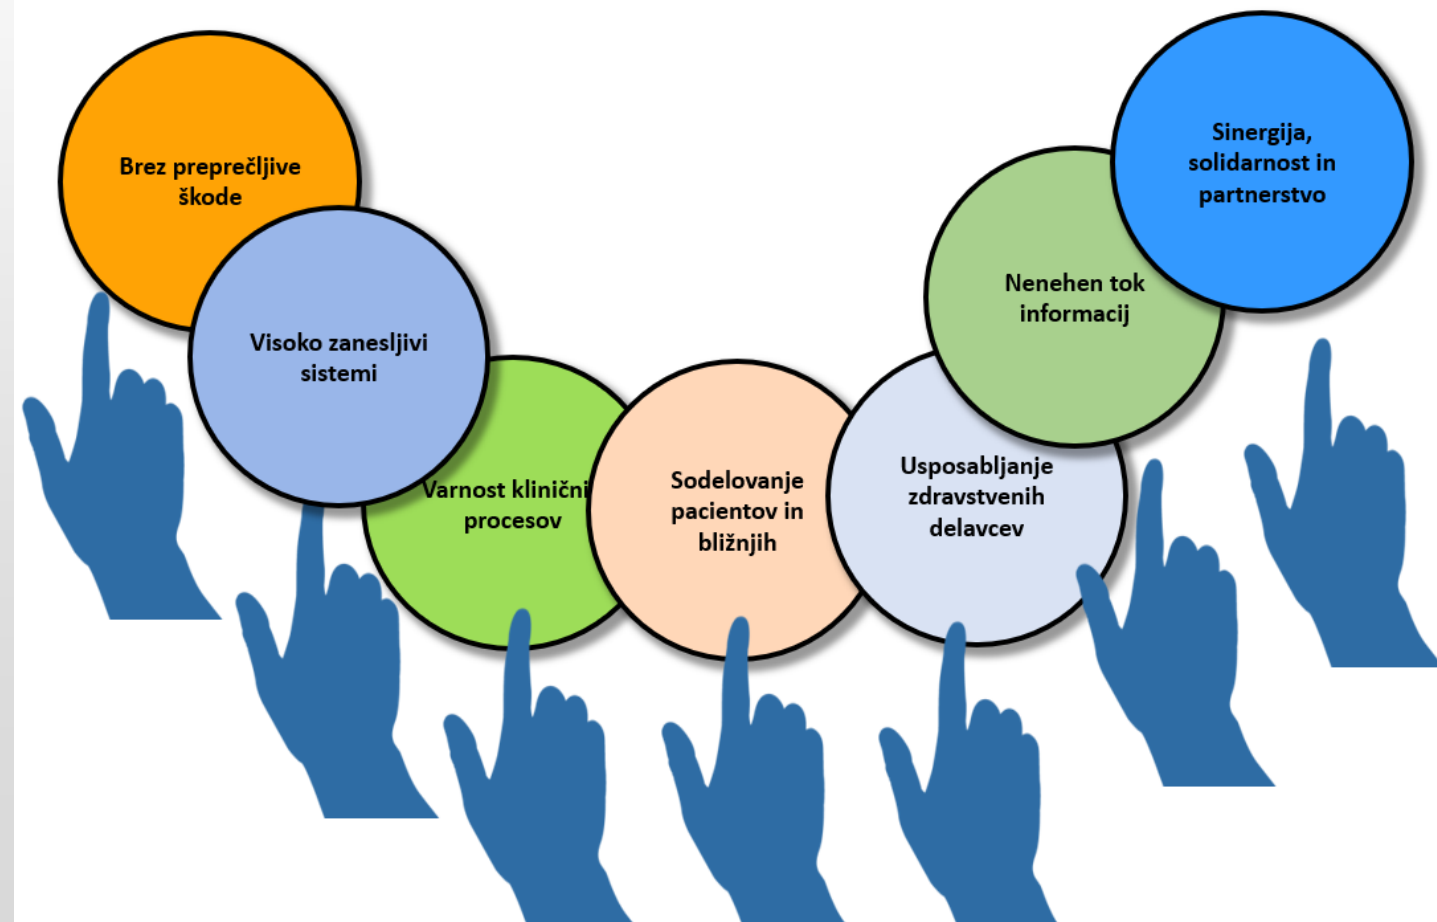 Brez preprečljive
škode
Visoko zanesljivi
sistemi
Varnost klinični
procesov
Sodelovanje
pacientov in
bližnjih
Usposabljanje
zdravstvenih
delavcev
Nenehen tok
informacij
Sinergija,
solidarnost in
partnerstvo